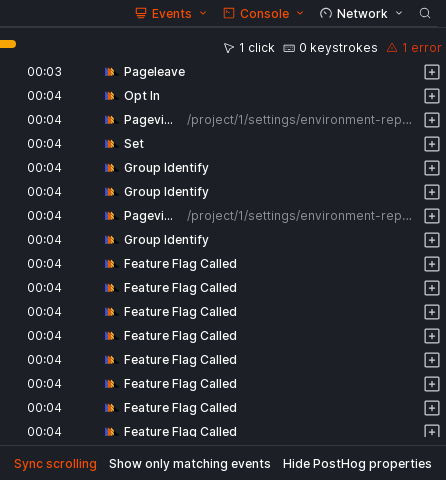 Events Console Network
1 click 0 keystrokes 1 error
00:03 Pageleave
00:04 Opt In
00:04 Pagevi... /project/1/settings/environment-rep...
00:04 Set
00:04 Group Identify
00:04 Group Identify
00:04 Pagevi... /project/1/settings/environment-rep...
00:04 Group Identify
00:04 Feature Flag Called
00:04 Feature Flag Called
00:04 Feature Flag Called
00:04 Feature Flag Called
00:04 Feature Flag Called
00:04 Feature Flag Called
00:04 Feature Flag Called
00:04 Feature Flag Called
Sync scrolling Show only matching events Hide PostHog properties